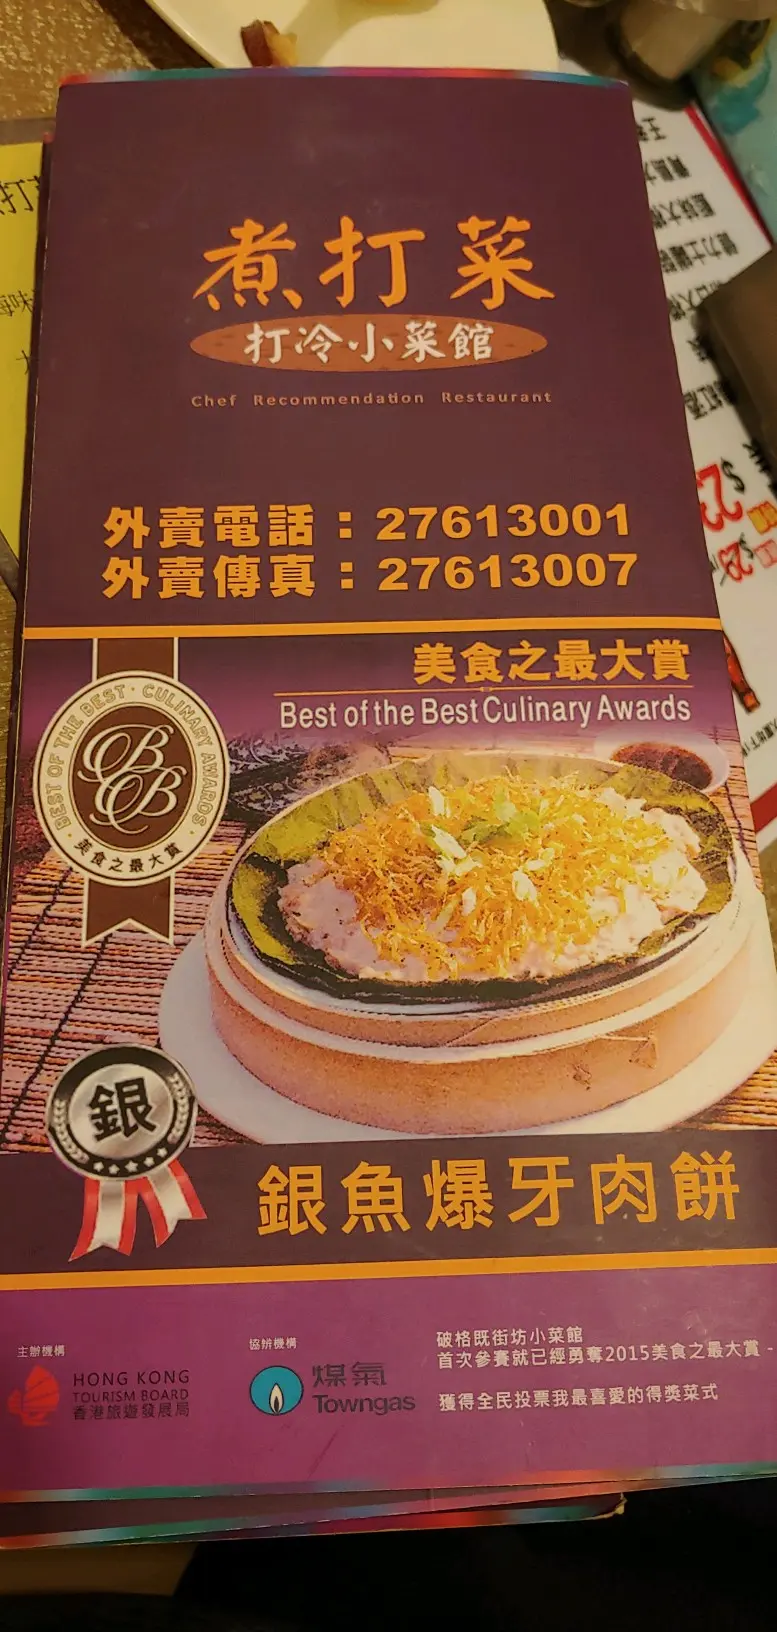 煮打菜
打冷小菜館
Chef Recommendation Restaurant
外賣電話：27613001
外賣傳真：27613007
美食之最大賞
Best of the Best Culinary Awards
BEST OF THE BEST · CULINARY AWARDS
BCB
美食之最大賞
銀
銀魚爆牙肉餅
主辦機構
HONG KONG
TOURISM BOARD
香港旅遊發展局
協辦機構
煤氣
Towngas
破格既街坊小菜館
首次參賽就已經勇奪2015美食之最大賞 -
獲得全民投票我最喜愛的得獎菜式
打
海味